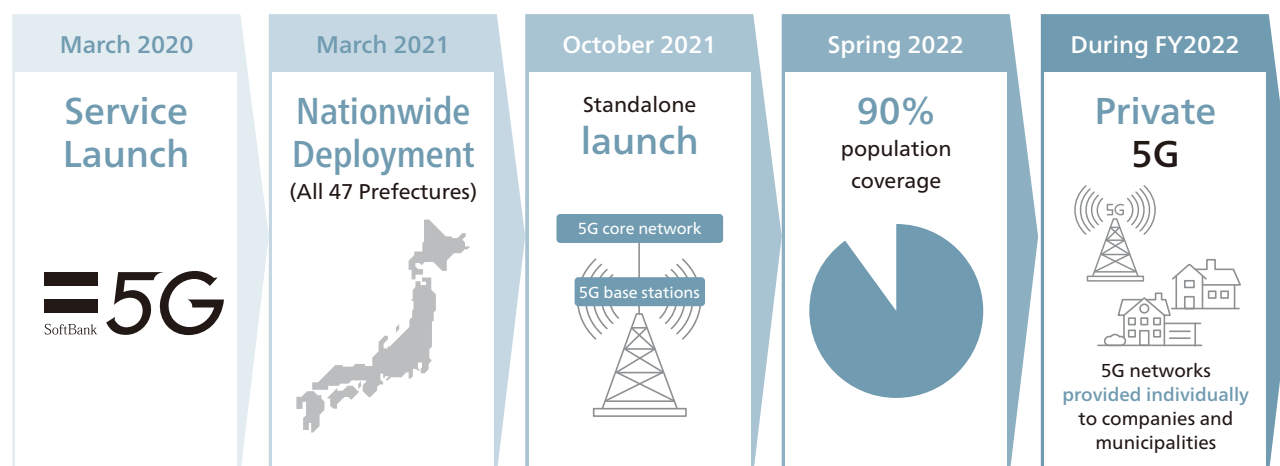 March 2020
Service
Launch
SoftBank
5G
March 2021
Nationwide
Deployment
(All 47 Prefectures)
October 2021
Standalone
launch
5G core network
5G base stations
Spring 2022
90%
population
coverage
During FY2022
Private
5G
5G
5G networks
provided individually
to companies and
municipalities